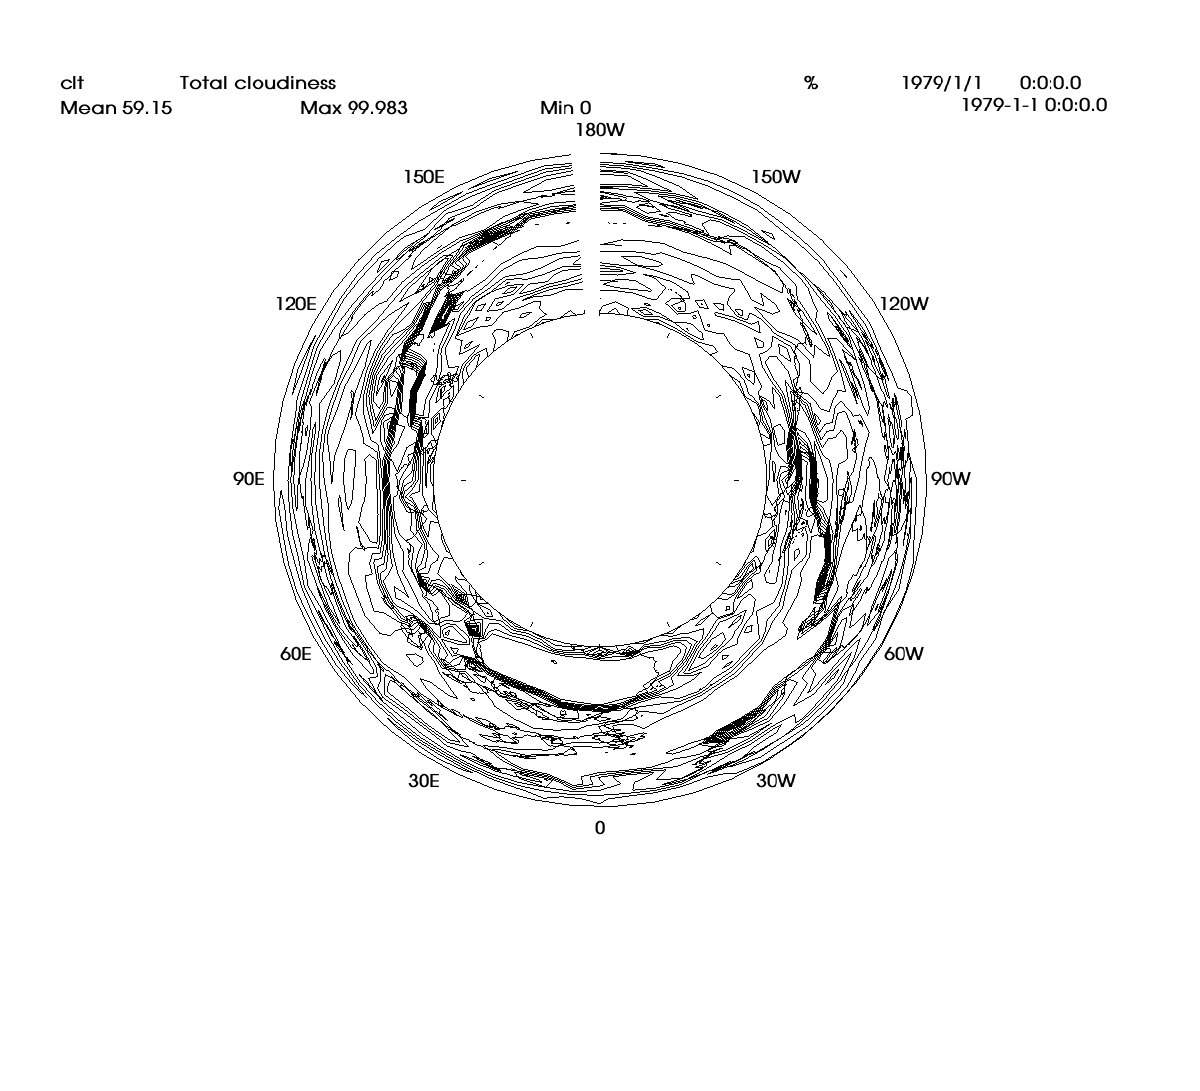 clt Total cloudiness % 1979/1/1 0:0:0.0
Mean 59.15 Max 99.983 Min 0 1979-1-1 0:0:0.0
180W
150E 150W
120E 120W
90E 90W
60E 60W
30E 30W
0